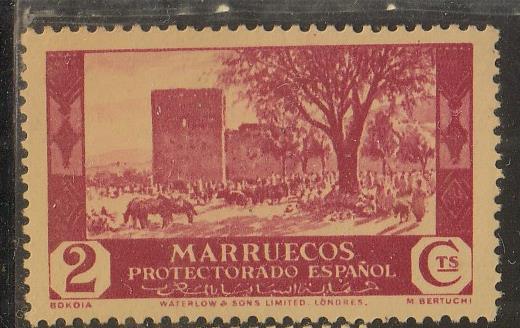 MARRUECOS
2 PROTECTORADO ESPAÑOL CTS
BOKOIA WATERLOW & SONS LIMITED. LONDRES. M. BERTUCHI